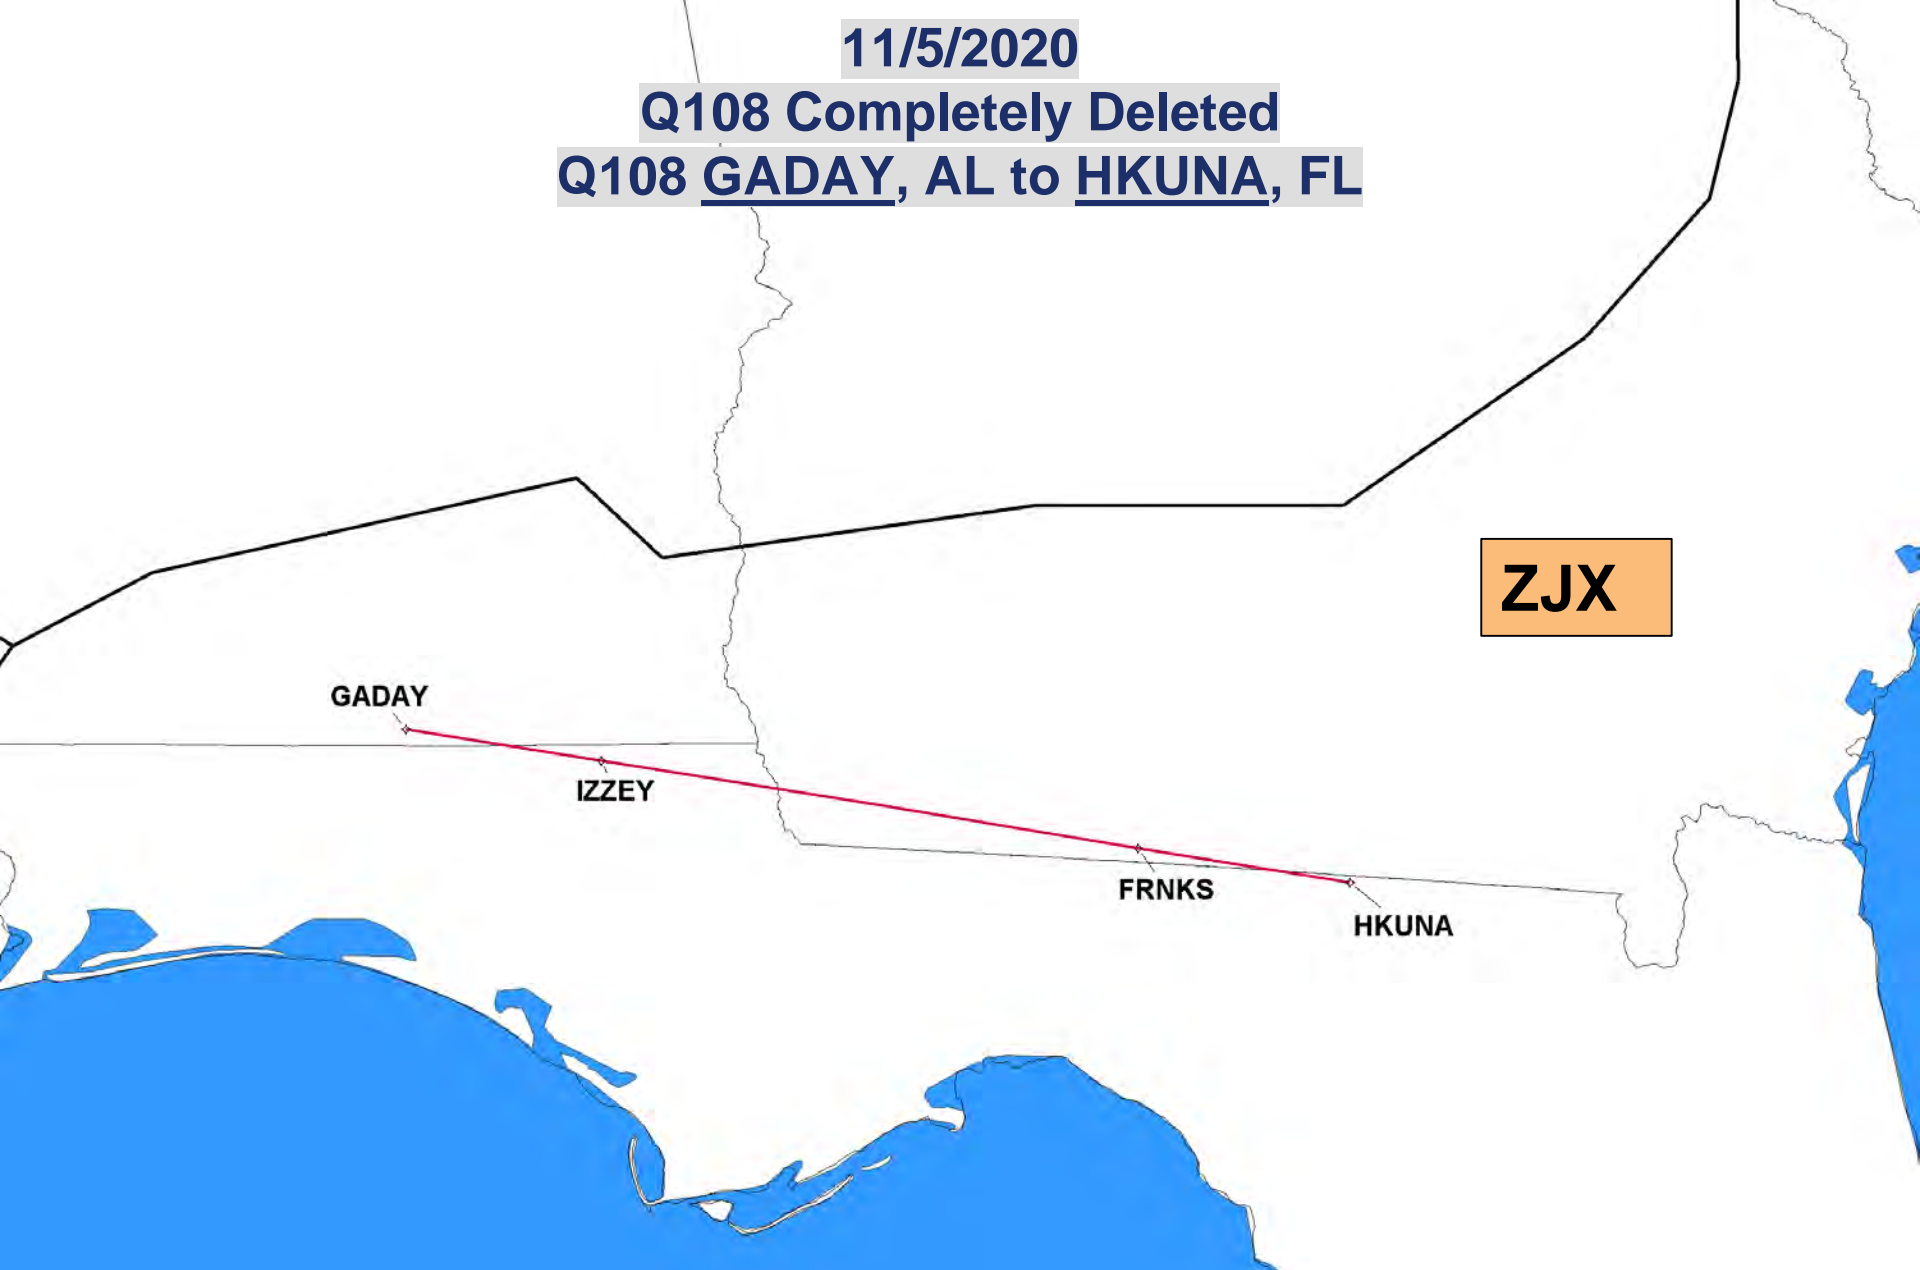 11/5/2020
Q108 Completely Deleted
Q108 GADAY, AL to HKUNA, FL
ZJX
GADAY
IZZEY
FRNKS
HKUNA